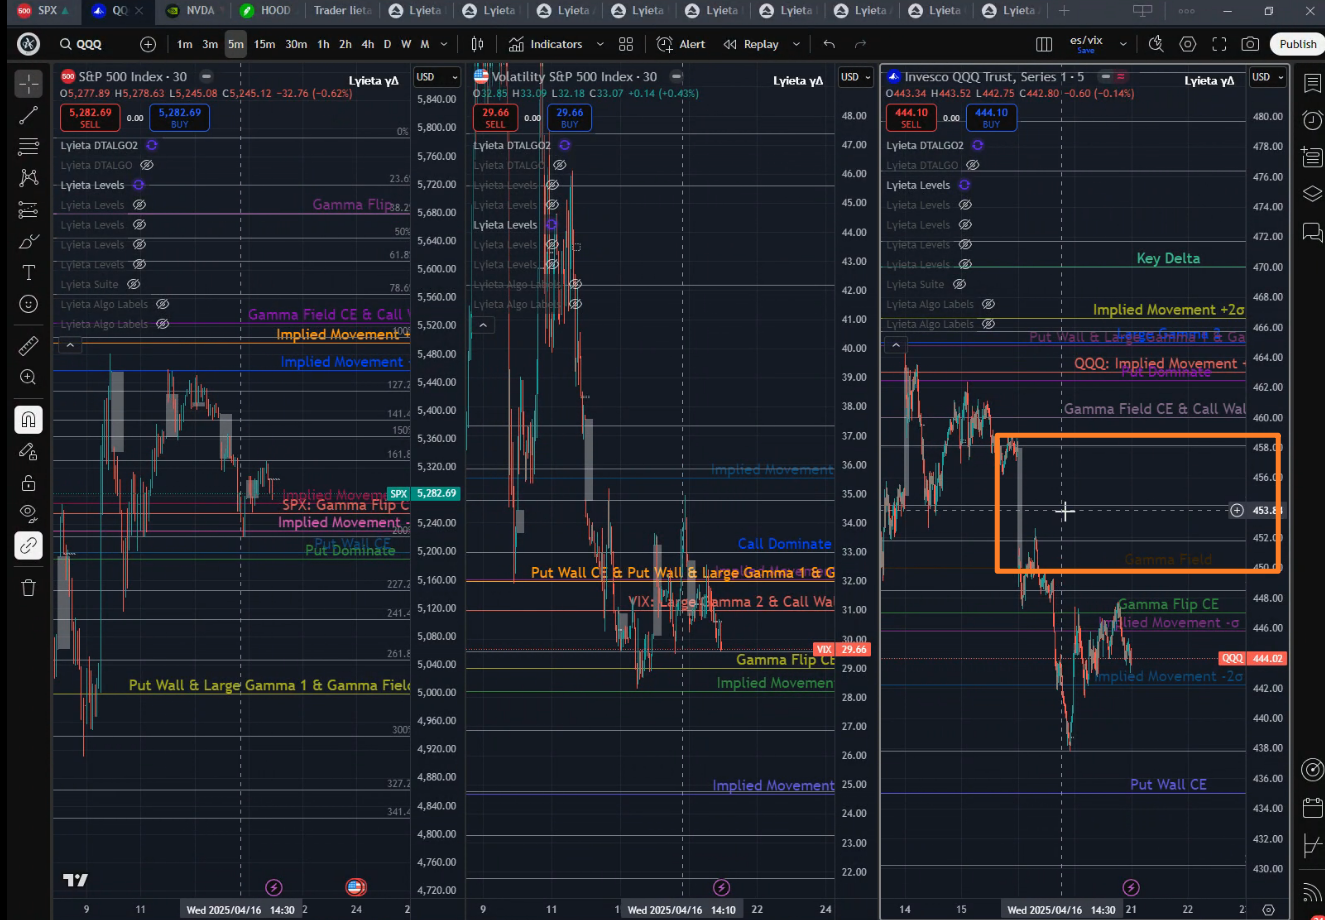 SPX
QQ
NVDA
HOOD
Trader lieta
Lyieta
Lyieta
Lyieta
Lyieta
Lyieta
Lyieta
Lyieta
Lyieta
Lyieta
QQQ
1m 3m 5m 15m 30m 1h 2h 4h D W M
Indicators
Alert
Replay
es/vix
Save
Publish
S&P 500 Index · 30
Lyieta γΔ
USD
O5,277.89 H5,278.63 L5,245.08 C5,245.12 -32.76 (-0.62%)
5,282.69
SELL
0.00
5,282.69
BUY
Lyieta DTALGO2
Lyieta DTALGO
Lyieta Levels
Lyieta Levels
Lyieta Levels
Lyieta Levels
Lyieta Levels
Lyieta Suite
Lyieta Algo Labels
Lyieta Algo Labels
0%
23.6
Gamma Flip
38.2%
50%
61.8
78.6
Gamma Field CE & Call W
100%
Implied Movement +
Implied Movement
127.2
141.4
150%
161.8
Implied Moveme
SPX: Gamma Flip C
Implied Movement -
200%
Put Wall CE
Put Dominate
227.2
241.4
261.8
Put Wall & Large Gamma 1 & Gamma Field
300%
327.2
341.4
5,840.00
5,800.00
5,760.00
5,720.00
5,680.00
5,640.00
5,600.00
5,560.00
5,520.00
5,480.00
5,440.00
5,400.00
5,360.00
5,320.00
SPX 5,282.69
5,240.00
5,200.00
5,160.00
5,120.00
5,080.00
5,040.00
5,000.00
4,960.00
4,920.00
4,880.00
4,840.00
4,800.00
4,760.00
4,720.00
9 11 Wed 2025/04/16 14:30 2 24 2
Volatility S&P 500 Index · 30
Lyieta γΔ
USD
O32.85 H33.09 L32.18 C33.07 +0.14 (+0.43%)
29.66
SELL
0.00
29.66
BUY
Lyieta DTALGO2
Lyieta DTALGO
Lyieta Levels
Lyieta Levels
Lyieta Levels
Lyieta Levels
Lyieta Levels
Lyieta Algo Labels
Lyieta Algo Labels
Implied Movement
Call Dominate
Put Wall CE & Put Wall & Large Gamma 1 & G
VIX: Large Gamma 2 & Call Wal
Gamma Flip CE
Implied Movement
Implied Movement
48.00
47.00
46.00
45.00
44.00
43.00
42.00
41.00
40.00
39.00
38.00
37.00
36.00
35.00
34.00
33.00
32.00
31.00
30.00
VIX 29.66
29.00
28.00
27.00
26.00
25.00
24.00
23.00
22.00
9 1 Wed 2025/04/16 14:10 22 24
Invesco QQQ Trust, Series 1 · 5
Lyieta γΔ
USD
O443.34 H443.52 L442.75 C442.80 -0.60 (-0.14%)
444.10
SELL
0.00
444.10
BUY
Lyieta DTALGO2
Lyieta DTALGO
Lyieta Levels
Lyieta Levels
Lyieta Levels
Lyieta Levels
Lyieta Levels
Lyieta Suite
Lyieta Algo Labels
Lyieta Algo Labels
Key Delta
Implied Movement +2σ
Put Wall & Large Gamma 1 & Ga
Large Gamma 2
QQQ: Implied Movement +
Put Dominate
Gamma Field CE & Call Wal
Gamma Field
Gamma Flip CE
Implied Movement -σ
Implied Movement -2σ
Put Wall CE
480.00
478.00
476.00
474.00
472.00
470.00
468.00
466.00
464.00
462.00
460.00
458.00
456.00
453.84
452.00
450.00
448.00
446.00
QQQ 444.02
442.00
440.00
438.00
436.00
434.00
432.00
430.00
14 15 Wed 2025/04/16 14:30 21 22 2